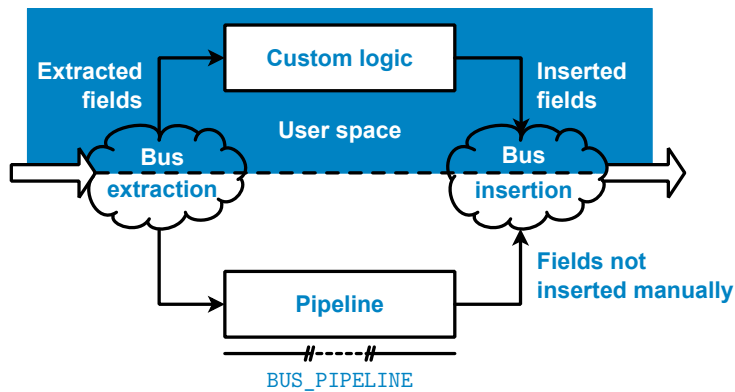 Custom logic
Extracted
fields
Inserted
fields
User space
Bus
extraction
Bus
insertion
Fields not
inserted manually
Pipeline
BUS_PIPELINE